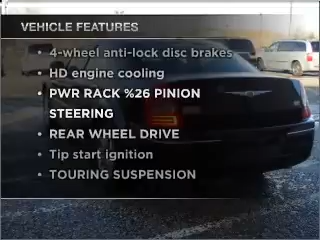 VEHICLE FEATURES
• 4-wheel anti-lock disc brakes
• HD engine cooling
• PWR RACK %26 PINION
STEERING
• REAR WHEEL DRIVE
• Tip start ignition
• TOURING SUSPENSION